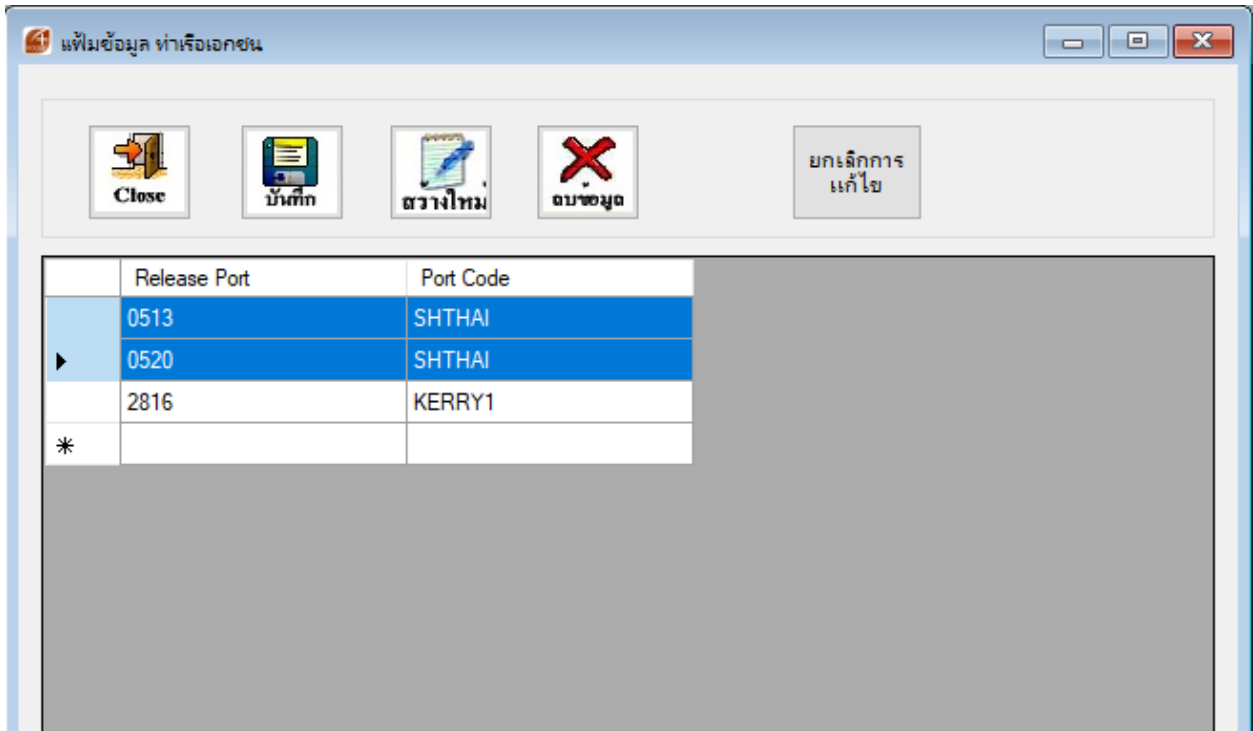 แฟ้มข้อมูล ท่าเรือเอกชน
Close
บันทึก
สร้างใหม่
ลบข้อมูล
ยกเลิกการ
แก้ไข
Release Port Port Code
0513 SHTHAI
0520 SHTHAI
2816 KERRY1